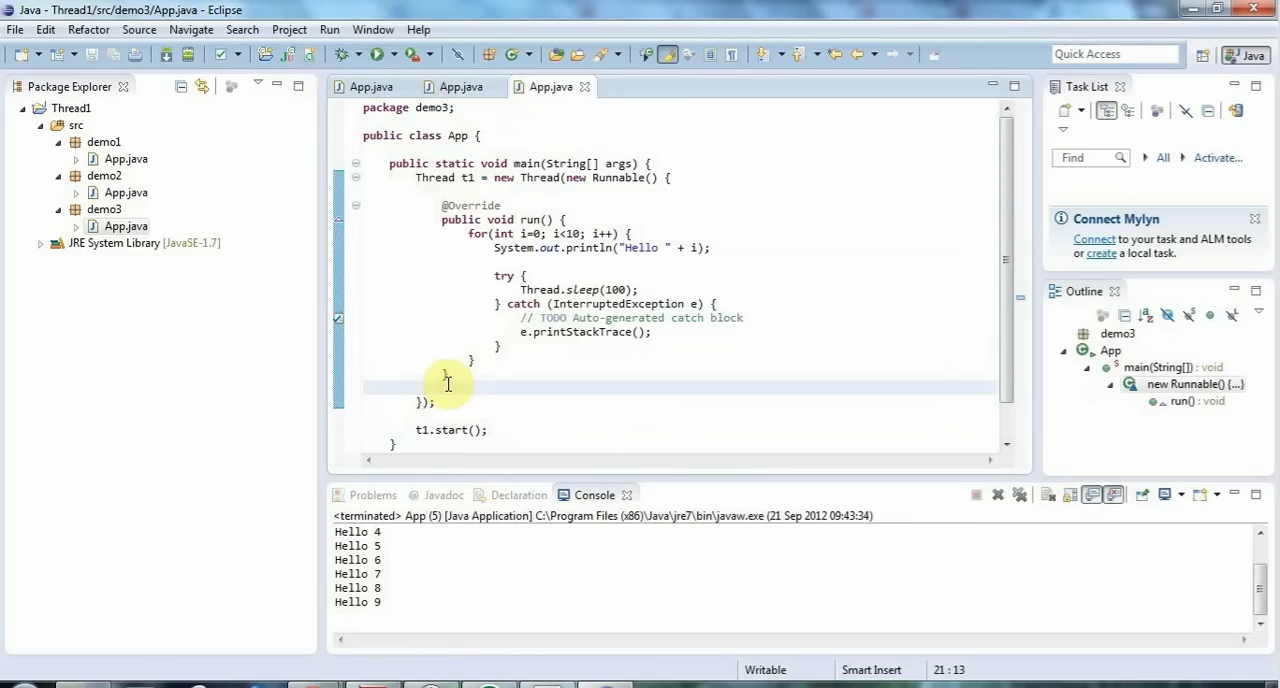 Java - Thread1/src/demo3/App.java - Eclipse
File Edit Refactor Source Navigate Search Project Run Window Help
Quick Access
Java
Package Explorer
Thread1
src
demo1
App.java
demo2
App.java
demo3
App.java
JRE System Library [JavaSE-1.7]
App.java App.java App.java
package demo3;
public class App {
public static void main(String[] args) {
Thread t1 = new Thread(new Runnable() {
@Override
public void run() {
for(int i=0; i<10; i++) {
System.out.println("Hello " + i);
try {
Thread.sleep(100);
} catch (InterruptedException e) {
// TODO Auto-generated catch block
e.printStackTrace();
}
}
}
});
t1.start();
}
Task List
Find All Activate...
Connect Mylyn
Connect to your task and ALM tools
or create a local task.
Outline
demo3
App
main(String[]) : void
new Runnable() {...}
run() : void
Problems @ Javadoc Declaration Console
<terminated> App (5) [Java Application] C:\Program Files (x86)\Java\jre7\bin\javaw.exe (21 Sep 2012 09:43:34)
Hello 4
Hello 5
Hello 6
Hello 7
Hello 8
Hello 9
Writable Smart Insert 21 : 13